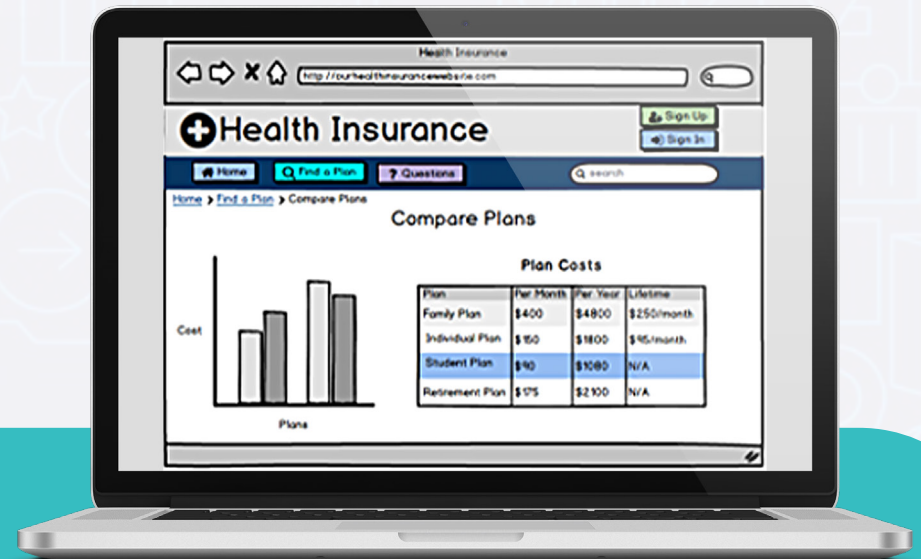 Health Insurance
http://ourhealthinsurancewebsite.com
Health Insurance
Sign Up
Sign In
Home
Find a Plan
? Questions
search
Home > Find a Plan > Compare Plans
Compare Plans
Plan Costs
Cost
Plans
Plan Per Month Per Year Lifetime
Family Plan $400 $4800 $250/month
Individual Plan $150 $1800 $95/month
Student Plan $90 $1080 N/A
Retirement Plan $175 $2100 N/A